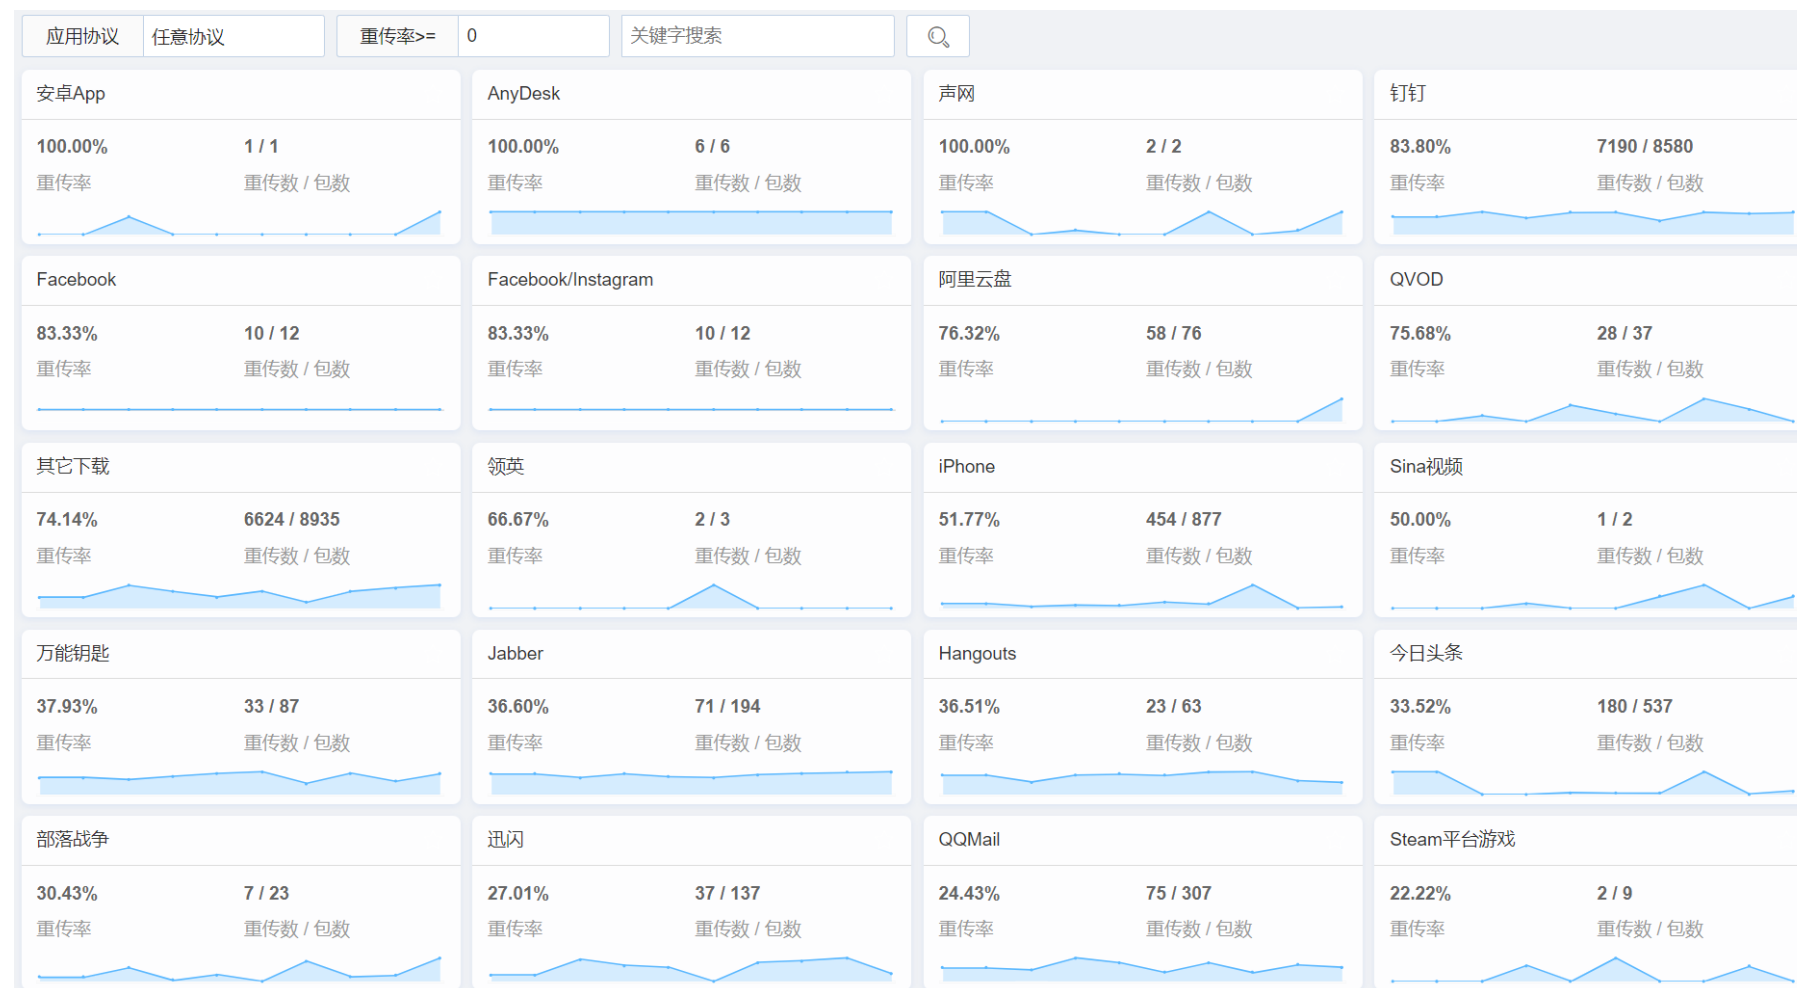 应用协议 任意协议 重传率>= 0 关键字搜索
安卓App AnyDesk 声网 钉钉
100.00% 1 / 1 100.00% 6 / 6 100.00% 2 / 2 83.80% 7190 / 8580
重传率 重传数 / 包数 重传率 重传数 / 包数 重传率 重传数 / 包数 重传率 重传数 / 包数
Facebook Facebook/Instagram 阿里云盘 QVOD
83.33% 10 / 12 83.33% 10 / 12 76.32% 58 / 76 75.68% 28 / 37
重传率 重传数 / 包数 重传率 重传数 / 包数 重传率 重传数 / 包数 重传率 重传数 / 包数
其它下载 领英 iPhone Sina视频
74.14% 6624 / 8935 66.67% 2 / 3 51.77% 454 / 877 50.00% 1 / 2
重传率 重传数 / 包数 重传率 重传数 / 包数 重传率 重传数 / 包数 重传率 重传数 / 包数
万能钥匙 Jabber Hangouts 今日头条
37.93% 33 / 87 36.60% 71 / 194 36.51% 23 / 63 33.52% 180 / 537
重传率 重传数 / 包数 重传率 重传数 / 包数 重传率 重传数 / 包数 重传率 重传数 / 包数
部落战争 迅闪 QQMail Steam平台游戏
30.43% 7 / 23 27.01% 37 / 137 24.43% 75 / 307 22.22% 2 / 9
重传率 重传数 / 包数 重传率 重传数 / 包数 重传率 重传数 / 包数 重传率 重传数 / 包数